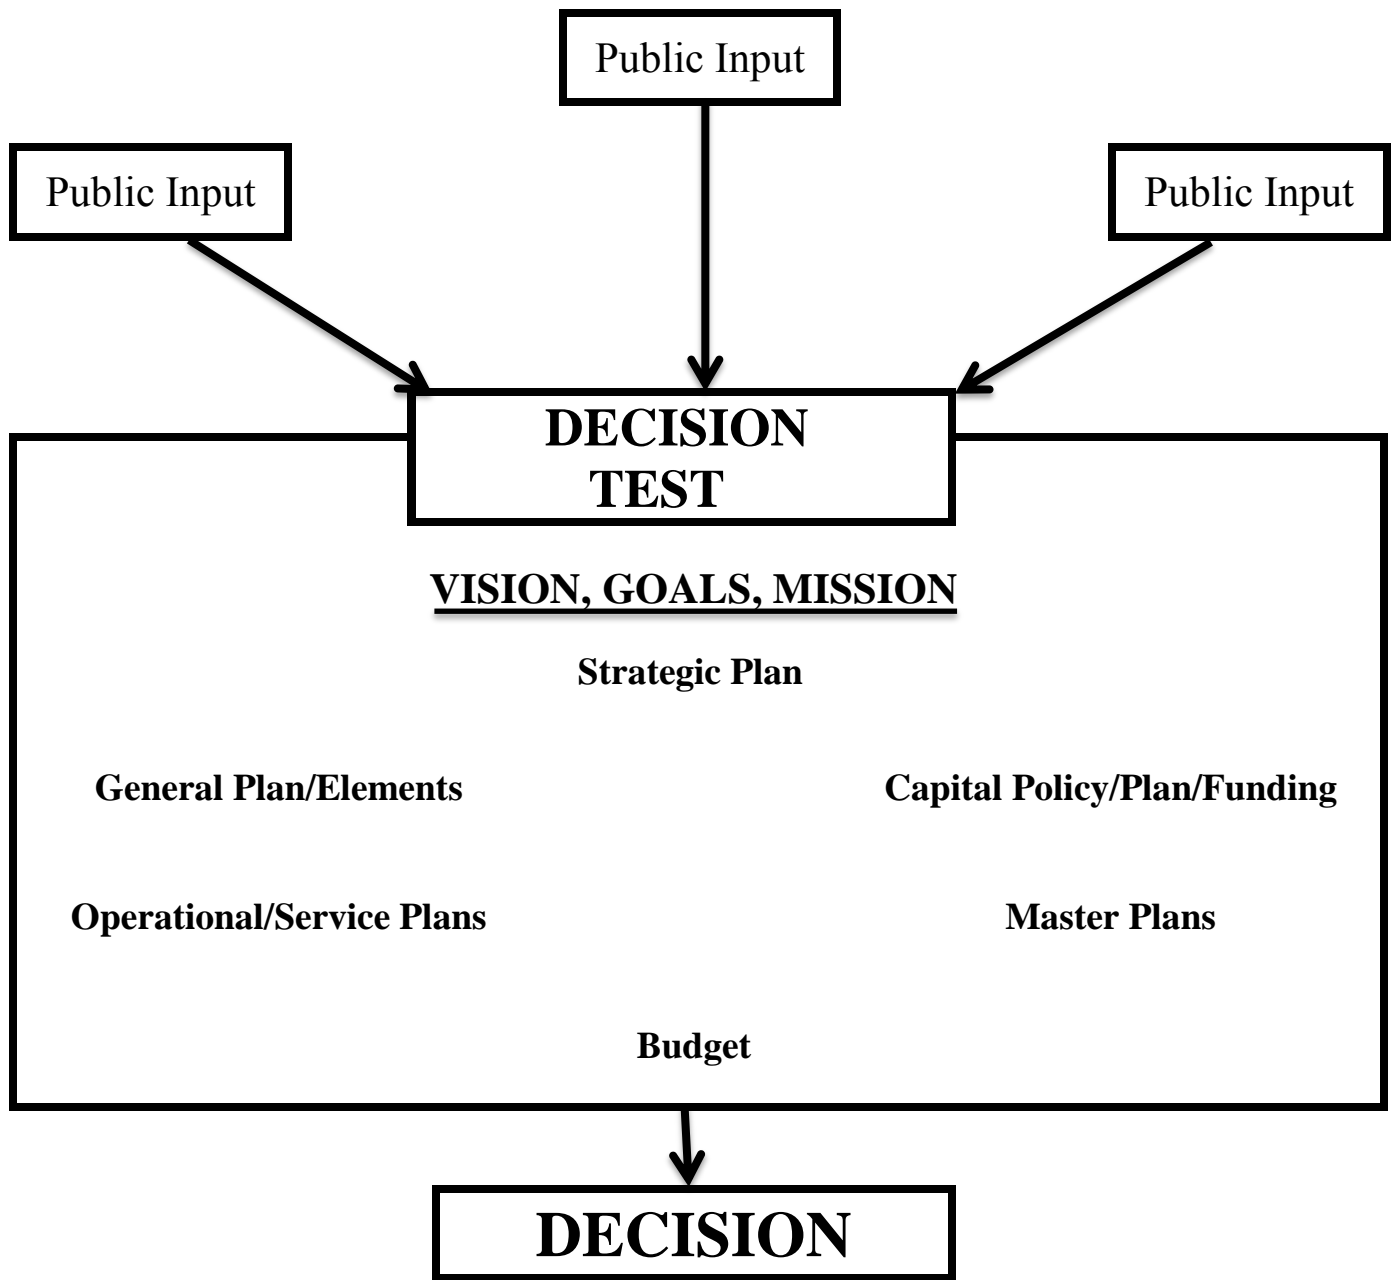 Public Input
Public Input
Public Input
DECISION
TEST
VISION, GOALS, MISSION
Strategic Plan
General Plan/Elements
Capital Policy/Plan/Funding
Operational/Service Plans
Master Plans
Budget
DECISION